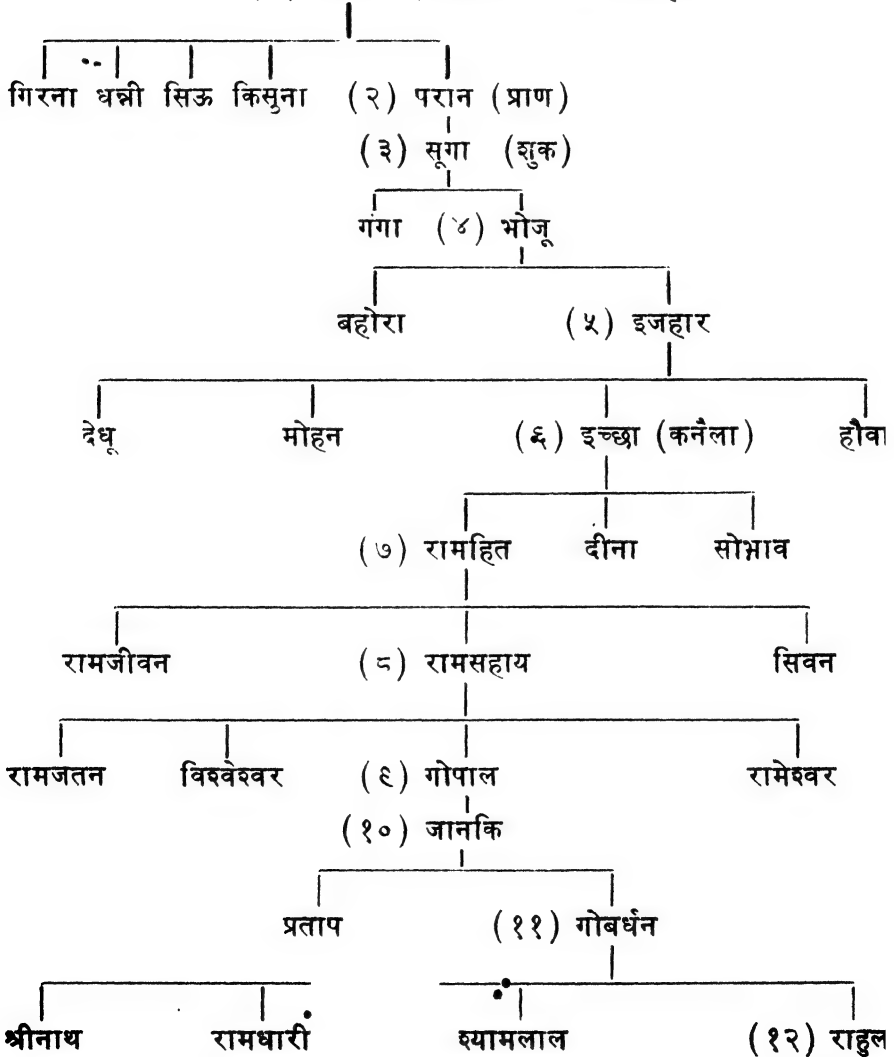 गिरना धन्नी सिऊ किसुना (२) परान (प्राण)
(३) सूगा (शुक)
गंगा (४) भोजू
बहोरा (५) इजहार
देधू मोहन (६) इच्छा (कनैला) हौवा
(७) रामहित दीना सोभाव
रामजीवन (८) रामसहाय सिवन
रामजतन विश्वेश्वर (९) गोपाल रामेश्वर
(१०) जानकि
प्रताप (११) गोबर्धन
श्रीनाथ रामधारी श्यामलाल (१२) राहुल